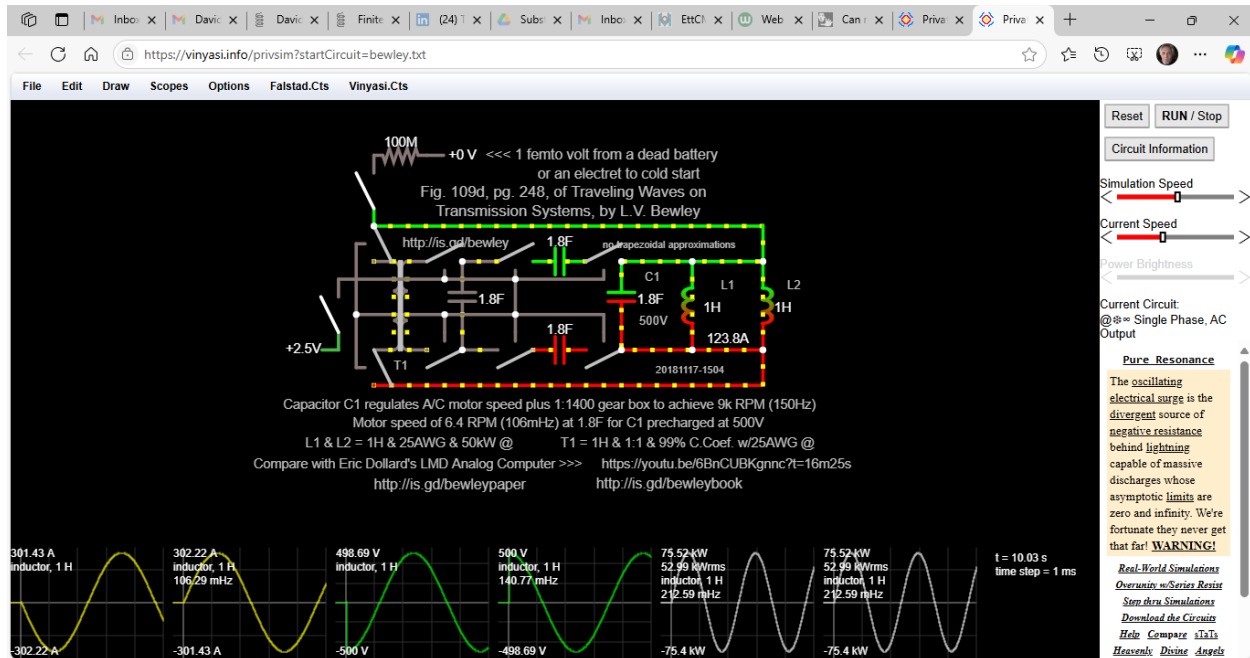 Inbo
Davic
Davic
Finite
(24) T
Subs
Inbo
EttCh
Web
Can r
Priva
Priva
https://vinyasi.info/privsim?startCircuit=bewley.txt
File Edit Draw Scopes Options Falstad.Cts Vinyasi.Cts
Reset RUN / Stop
Circuit Information
Simulation Speed
Current Speed
Power Brightness
Current Circuit:
@❄∞ Single Phase, AC
Output
Pure Resonance
The oscillating
electrical surge is the
divergent source of
negative resistance
behind lightning
capable of massive
discharges whose
asymptotic limits are
zero and infinity. We're
fortunate they never get
that far! WARNING!
Real-World Simulations
Overunity w/Series Resist
Step thru Simulations
Download the Circuits
Help Compare sTaTs
Heavenly Divine Angels
100M
+0 V <<< 1 femto volt from a dead battery
or an electret to cold start
Fig. 109d, pg. 248, of Traveling Waves on
Transmission Systems, by L.V. Bewley
http://is.gd/bewley
1.8F
no trapezoidal approximations
C1
1.8F
500V
L1
1H
L2
1H
1.8F
1.8F
123.8A
+2.5V
T1
20181117-1504
Capacitor C1 regulates A/C motor speed plus 1:1400 gear box to achieve 9k RPM (150Hz)
Motor speed of 6.4 RPM (106mHz) at 1.8F for C1 precharged at 500V
L1 & L2 = 1H & 25AWG & 50kW @ T1 = 1H & 1:1 & 99% C.Coef. w/25AWG @
Compare with Eric Dollard's LMD Analog Computer >>> https://youtu.be/6BnCUBKgnnc?t=16m25s
http://is.gd/bewleypaper http://is.gd/bewleybook
301.43 A
inductor, 1 H
-302.22 A
302.22 A
inductor, 1 H
106.29 mHz
-301.43 A
498.69 V
inductor, 1 H
-500 V
500 V
inductor, 1 H
140.77 mHz
-498.69 V
75.52 kW
52.99 kWrms
inductor, 1 H
212.59 mHz
-75.4 kW
75.52 kW
52.99 kWrms
inductor, 1 H
212.59 mHz
-75.4 kW
t = 10.03 s
time step = 1 ms